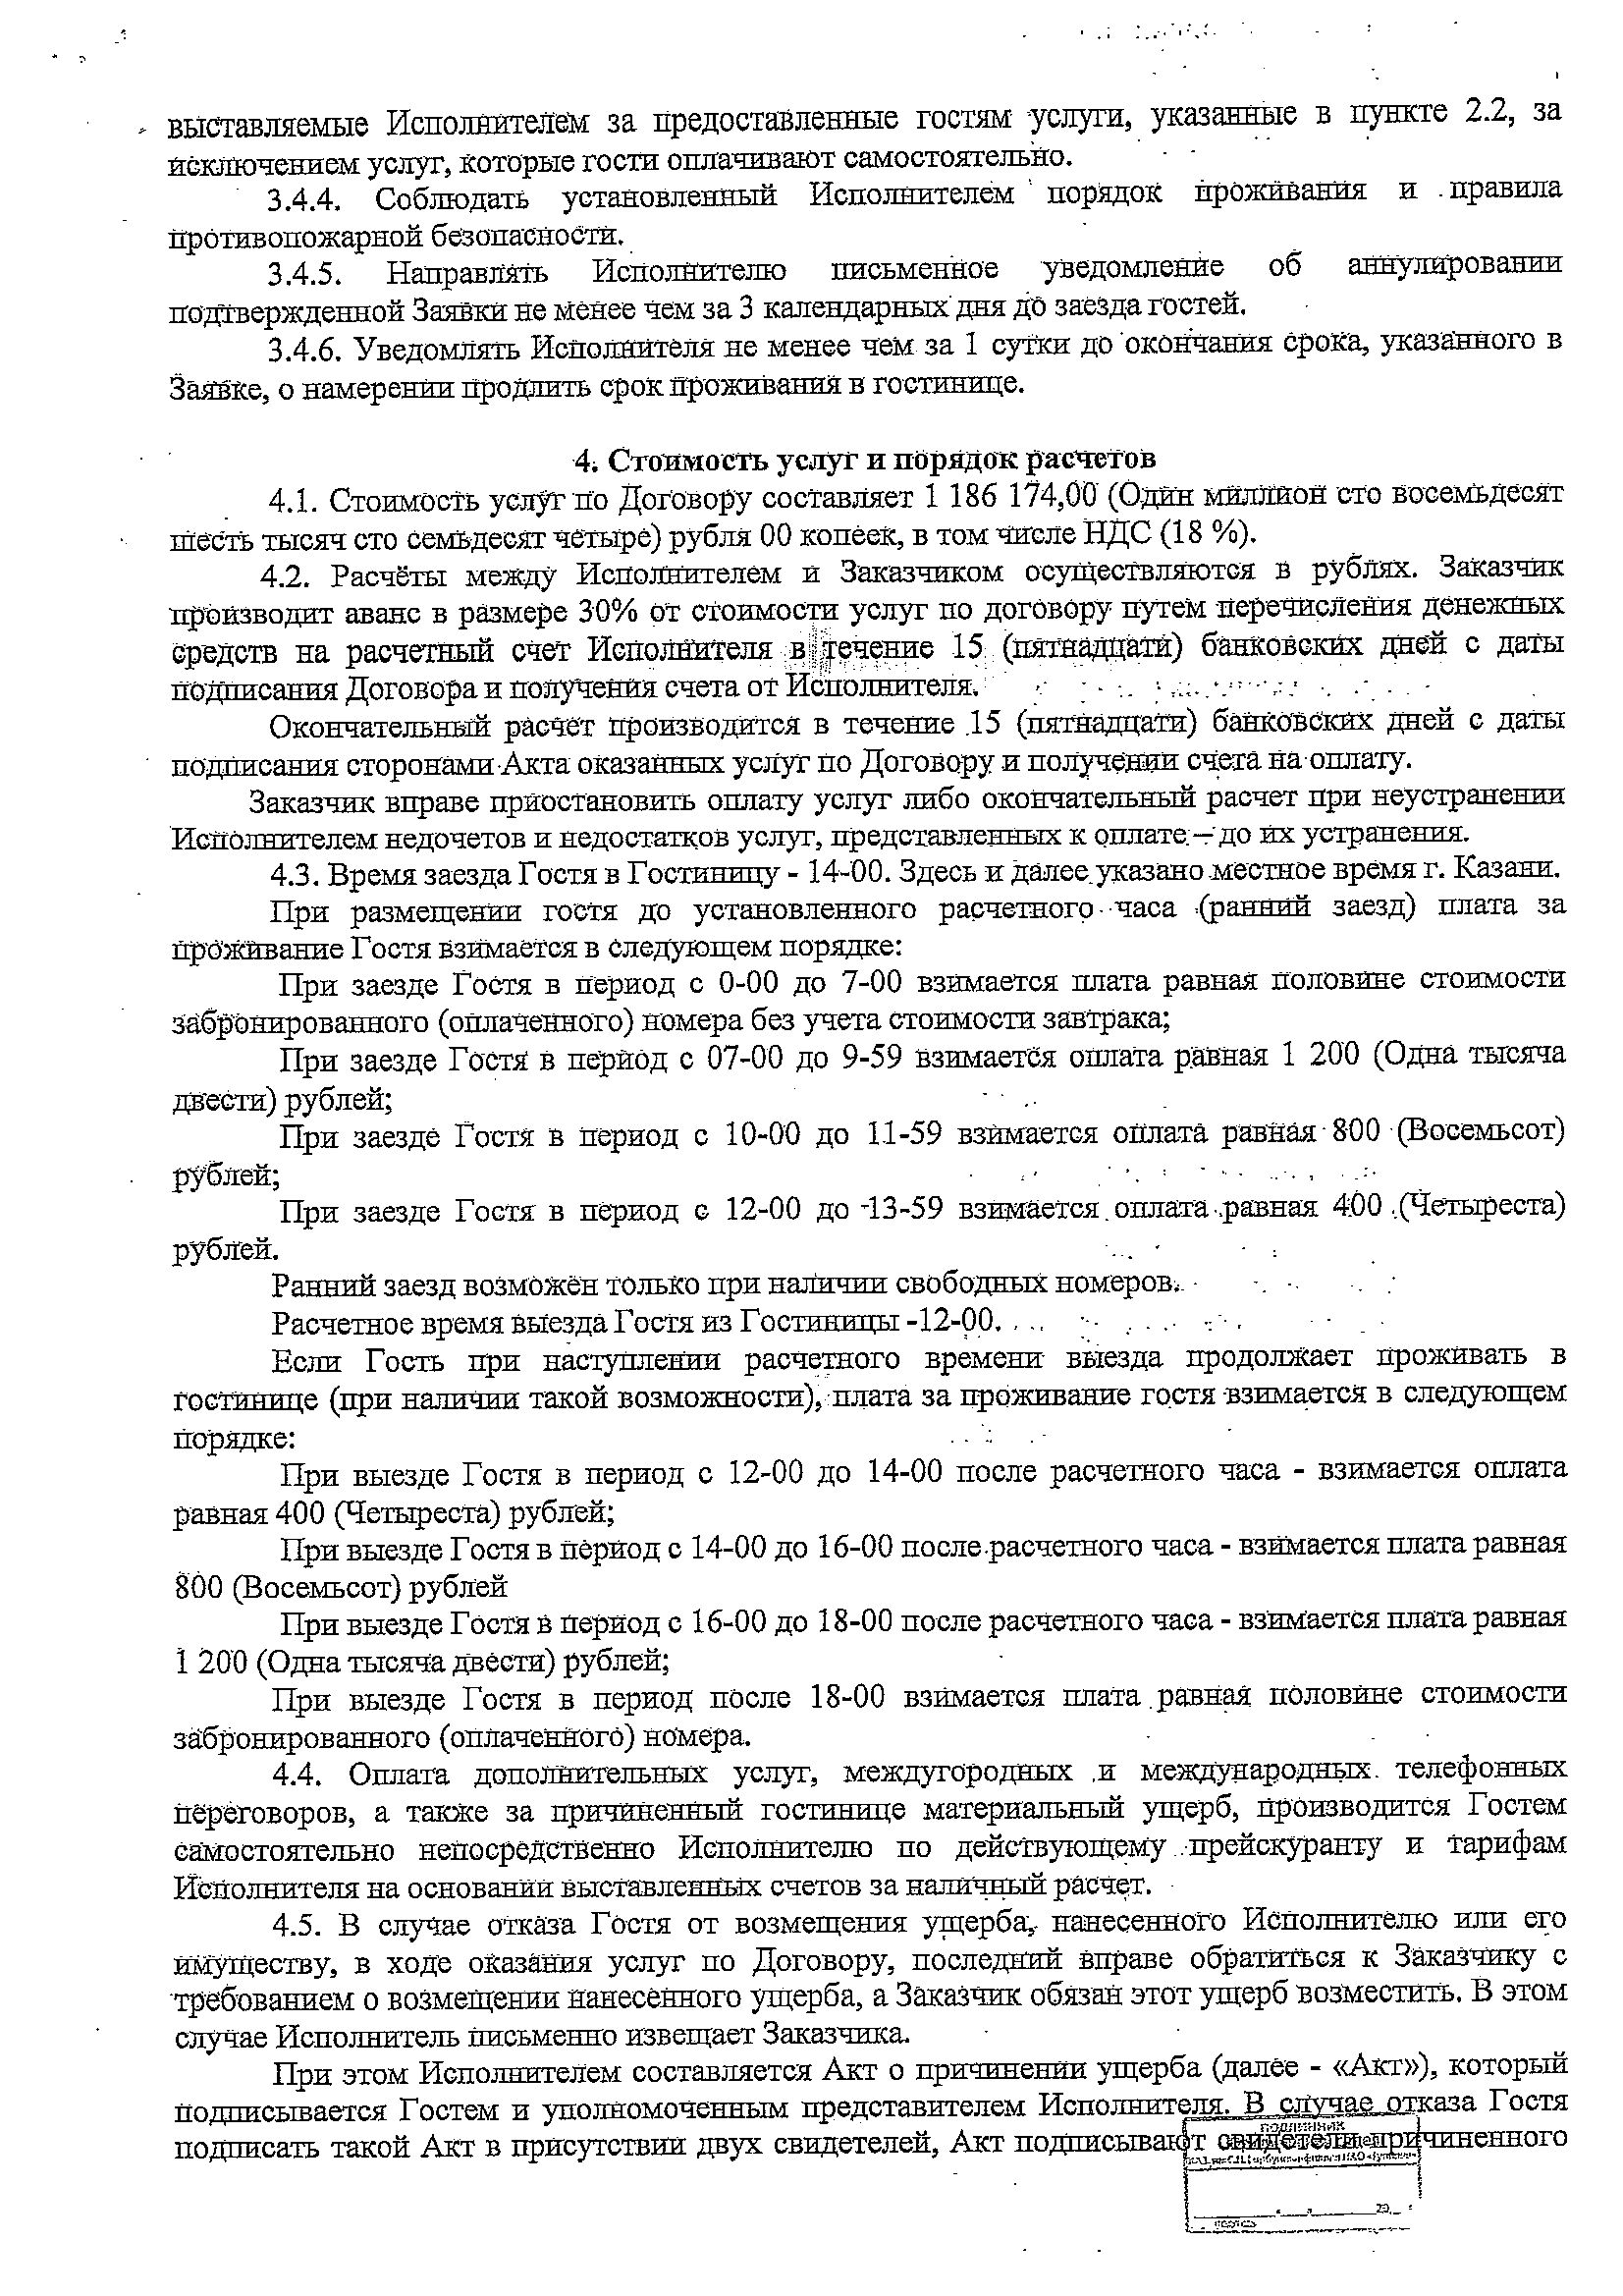 выставляемые Исполнителем за предоставленные гостям услуги, указанные в пункте 2.2, за
исключением услуг, которые гости оплачивают самостоятельно.
3.4.4. Соблюдать установленный Исполнителем порядок проживания и правила
противопожарной безопасности.
3.4.5. Направлять Исполнителю письменное уведомление об аннулировании
подтвержденной Заявки не менее чем за 3 календарных дня до заезда гостей.
3.4.6. Уведомлять Исполнителя не менее чем за 1 сутки до окончания срока, указанного в
Заявке, о намерении продлить срок проживания в гостинице.
4. Стоимость услуг и порядок расчетов
4.1. Стоимость услуг по Договору составляет 1 186 174,00 (Один миллион сто восемьдесят
шесть тысяч сто семьдесят четыре) рубля 00 копеек, в том числе НДС (18 %).
4.2. Расчёты между Исполнителем и Заказчиком осуществляются в рублях. Заказчик
производит аванс в размере 30% от стоимости услуг по договору путем перечисления денежных
средств на расчетный счет Исполнителя в течение 15 (пятнадцати) банковских дней с даты
подписания Договора и получения счета от Исполнителя.
Окончательный расчет производится в течение 15 (пятнадцати) банковских дней с даты
подписания сторонами Акта оказанных услуг по Договору и получении счета на оплату.
Заказчик вправе приостановить оплату услуг либо окончательный расчет при неустранении
Исполнителем недочетов и недостатков услуг, представленных к оплате – до их устранения.
4.3. Время заезда Гостя в Гостиницу - 14-00. Здесь и далее указано местное время г. Казани.
При размещении гостя до установленного расчетного часа (ранний заезд) плата за
проживание Гостя взимается в следующем порядке:
При заезде Гостя в период с 0-00 до 7-00 взимается плата равная половине стоимости
забронированного (оплаченного) номера без учета стоимости завтрака;
При заезде Гостя в период с 07-00 до 9-59 взимается оплата равная 1 200 (Одна тысяча
двести) рублей;
При заезде Гостя в период с 10-00 до 11-59 взимается оплата равная 800 (Восемьсот)
рублей;
При заезде Гостя в период с 12-00 до 13-59 взимается оплата равная 400 (Четыреста)
рублей.
Ранний заезд возможен только при наличии свободных номеров.
Расчетное время выезда Гостя из Гостиницы -12-00.
Если Гость при наступлении расчетного времени выезда продолжает проживать в
гостинице (при наличии такой возможности), плата за проживание гостя взимается в следующем
порядке:
При выезде Гостя в период с 12-00 до 14-00 после расчетного часа - взимается оплата
равная 400 (Четыреста) рублей;
При выезде Гостя в период с 14-00 до 16-00 после расчетного часа - взимается плата равная
800 (Восемьсот) рублей
При выезде Гостя в период с 16-00 до 18-00 после расчетного часа - взимается плата равная
1 200 (Одна тысяча двести) рублей;
При выезде Гостя в период после 18-00 взимается плата равная половине стоимости
забронированного (оплаченного) номера.
4.4. Оплата дополнительных услуг, междугородных и международных телефонных
переговоров, а также за причиненный гостинице материальный ущерб, производится Гостем
самостоятельно непосредственно Исполнителю по действующему прейскуранту и тарифам
Исполнителя на основании выставленных счетов за наличный расчет.
4.5. В случае отказа Гостя от возмещения ущерба, нанесенного Исполнителю или его
имуществу, в ходе оказания услуг по Договору, последний вправе обратиться к Заказчику с
требованием о возмещении нанесенного ущерба, а Заказчик обязан этот ущерб возместить. В этом
случае Исполнитель письменно извещает Заказчика.
При этом Исполнителем составляется Акт о причинении ущерба (далее - «Акт»), который
подписывается Гостем и уполномоченным представителем Исполнителя. В случае отказа Гостя
подписать такой Акт в присутствии двух свидетелей, Акт подписывают свидетели причиненного
ПОДЛИННИК
20